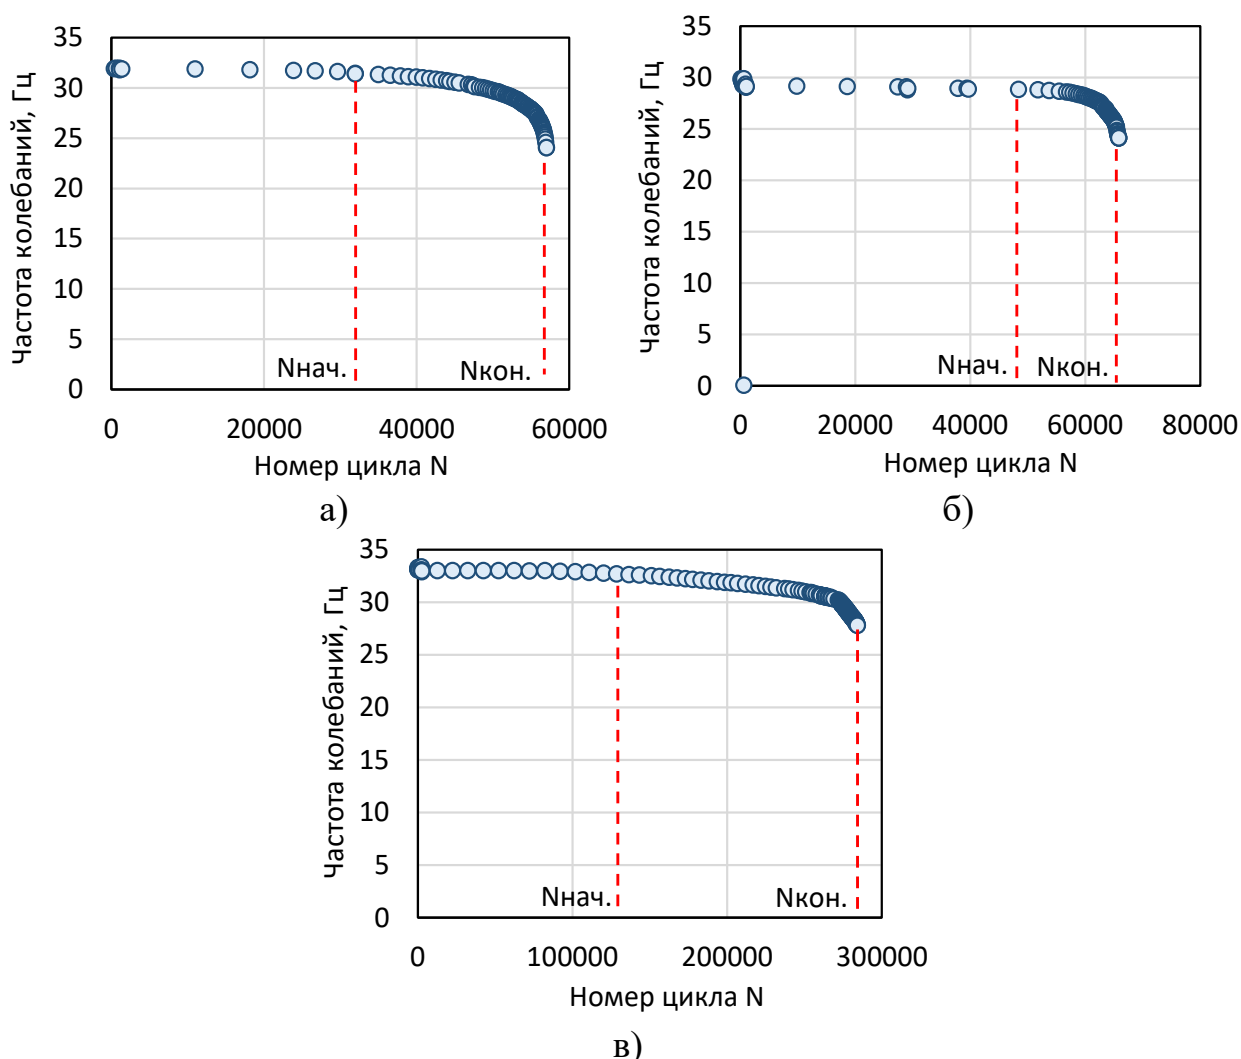 35
30
25
20
15
10
5
0
Частота колебаний, Гц
Nнач.
Nкон.
0 20000 40000 60000
Номер цикла N
а)
35
30
25
20
15
10
5
0
Частота колебаний, Гц
Nнач.
Nкон.
0 20000 40000 60000 80000
Номер цикла N
б)
35
30
25
20
15
10
5
0
Частота колебаний, Гц
Nнач.
Nкон.
0 100000 200000 300000
Номер цикла N
в)